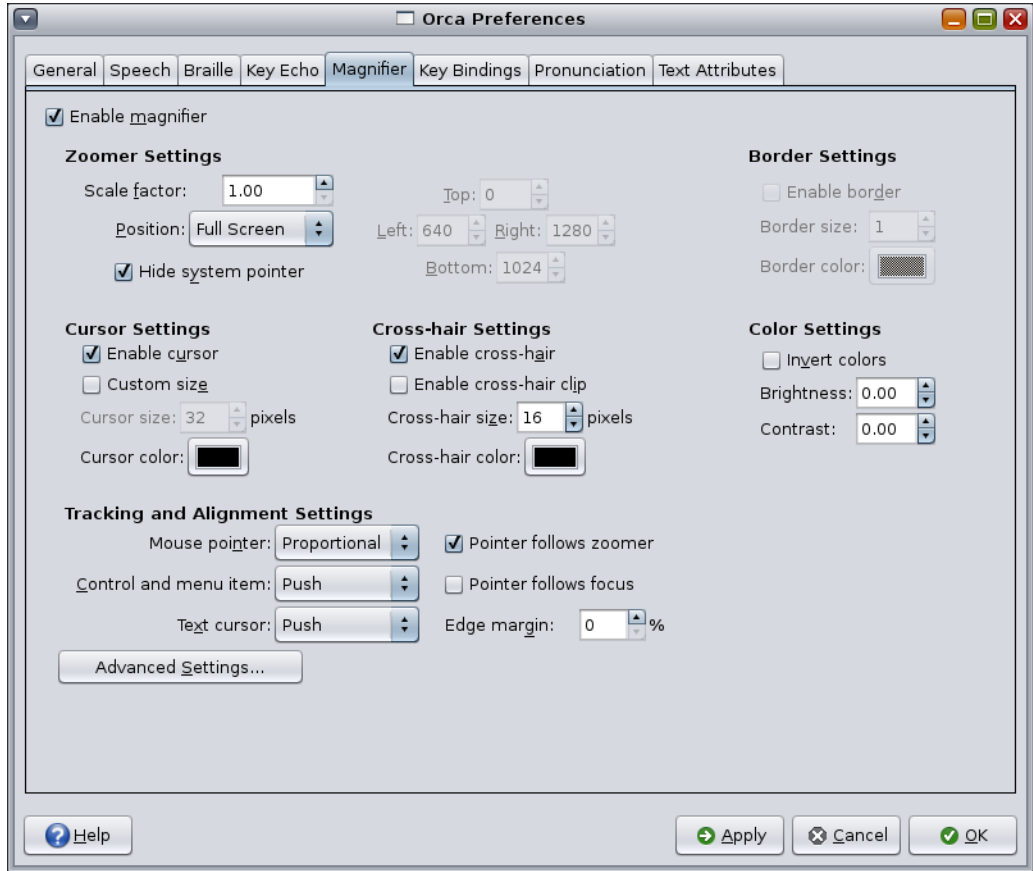 Orca Preferences
General Speech Braille Key Echo Magnifier Key Bindings Pronunciation Text Attributes
Enable magnifier
Zoomer Settings
Scale factor: 1.00
Position: Full Screen
Hide system pointer
Top: 0
Left: 640 Right: 1280
Bottom: 1024
Border Settings
Enable border
Border size: 1
Border color:
Cursor Settings
Enable cursor
Custom size
Cursor size: 32 pixels
Cursor color:
Cross-hair Settings
Enable cross-hair
Enable cross-hair clip
Cross-hair size: 16 pixels
Cross-hair color:
Color Settings
Invert colors
Brightness: 0.00
Contrast: 0.00
Tracking and Alignment Settings
Mouse pointer: Proportional Pointer follows zoomer
Control and menu item: Push Pointer follows focus
Text cursor: Push Edge margin: 0 %
Advanced Settings...
Help Apply Cancel OK